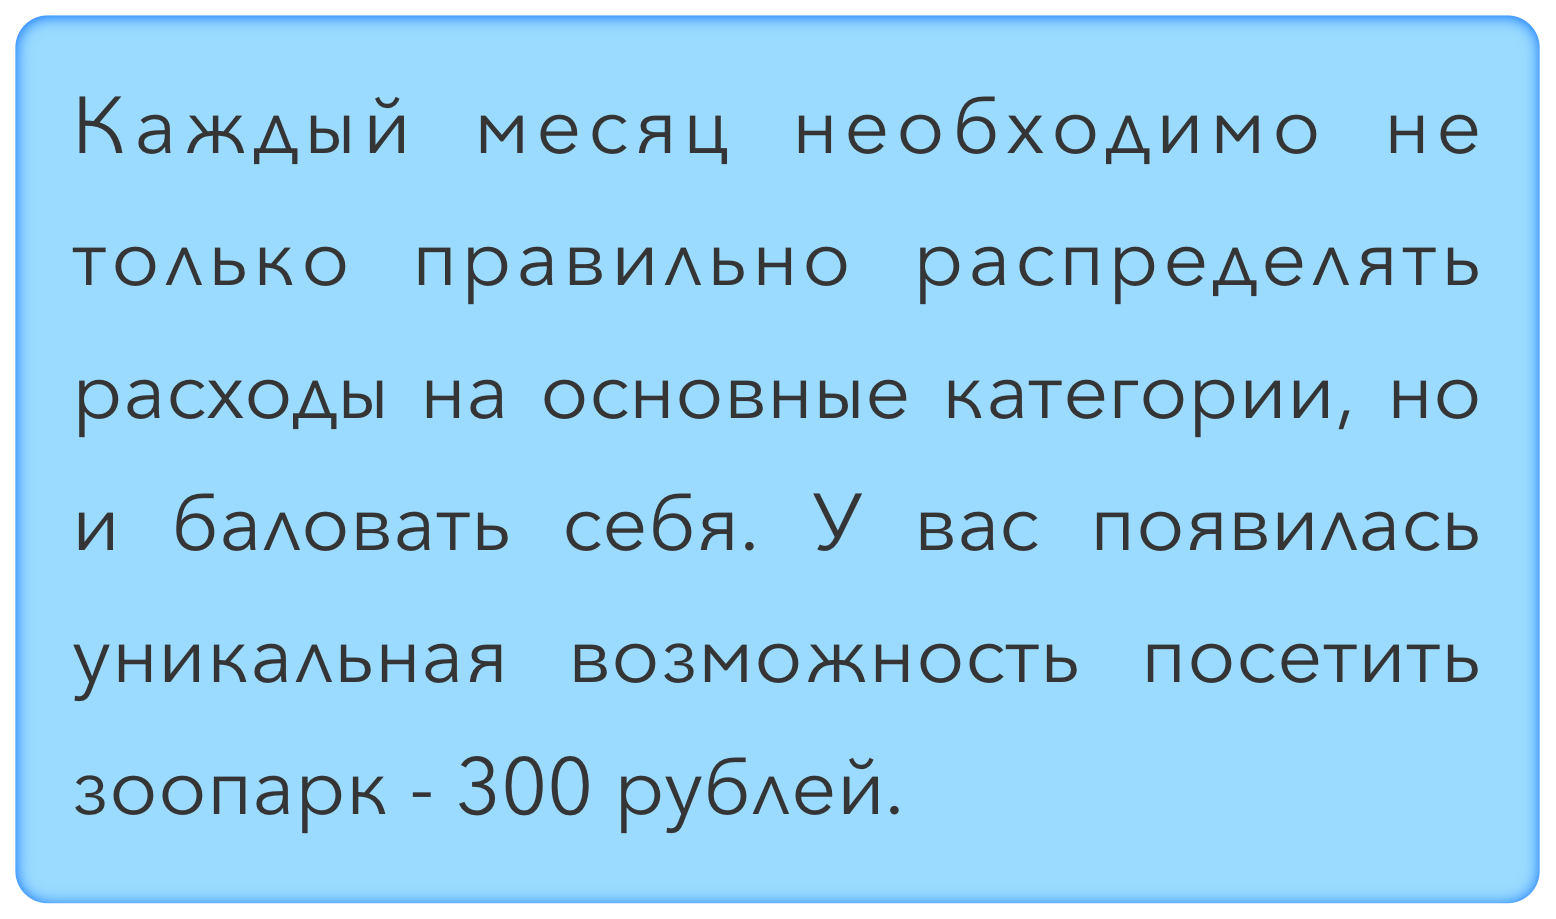 Каждый месяц необходимо не
только правильно распределять
расходы на основные категории, но
и баловать себя. У вас появилась
уникальная возможность посетить
зоопарк - 300 рублей.